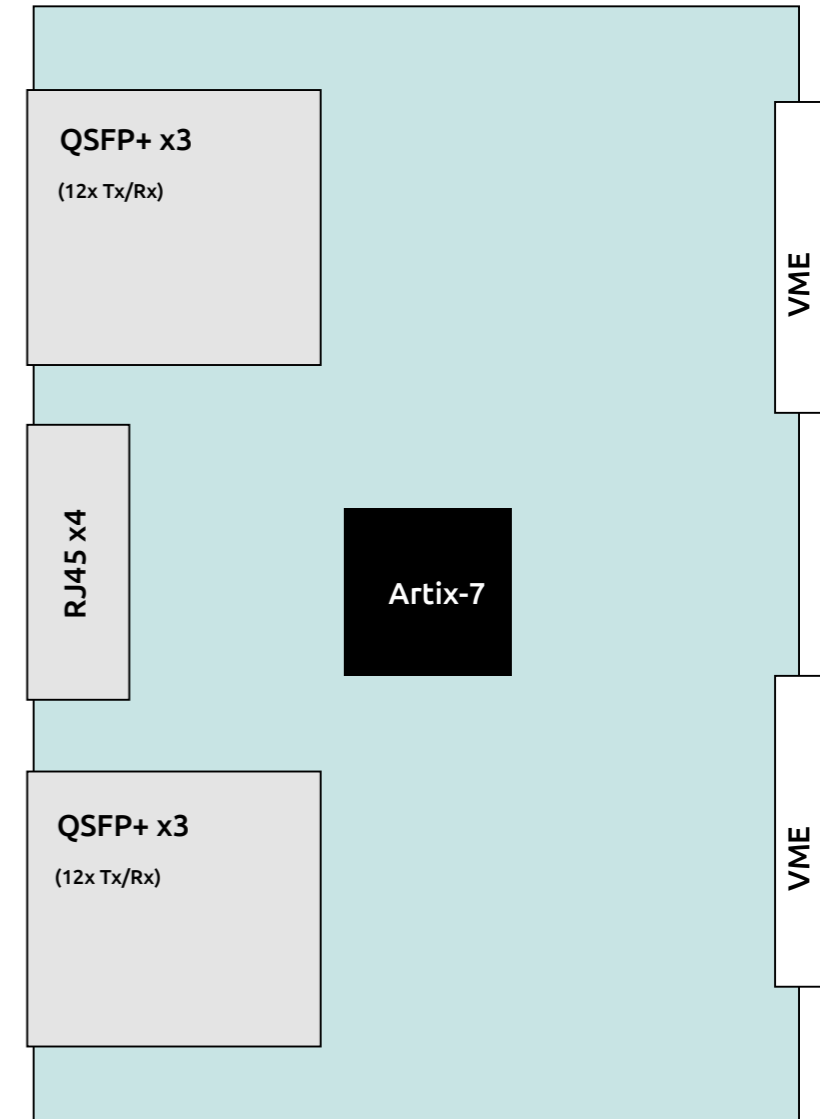 QSFP+ x3
(12x Tx/Rx)
VME
RJ45 x4
Artix-7
QSFP+ x3
(12x Tx/Rx)
VME